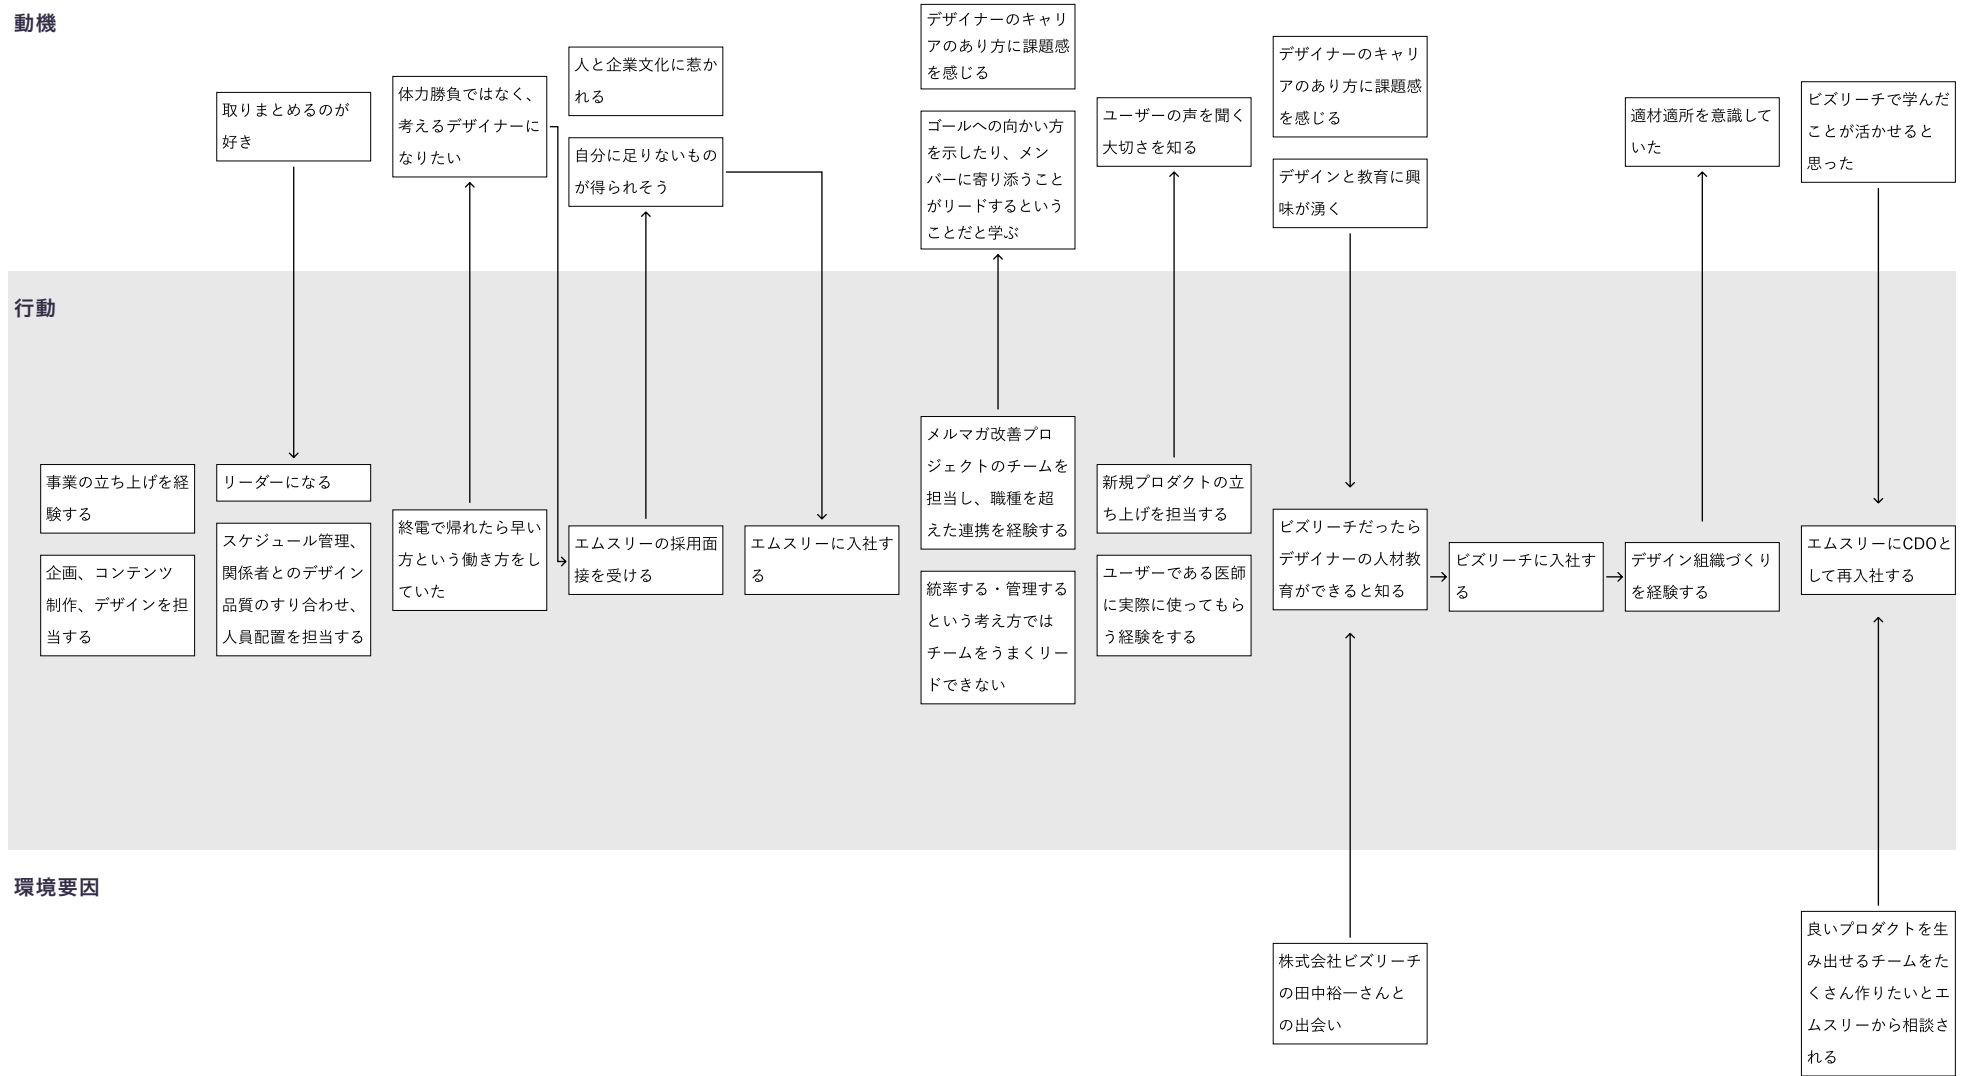 動機
取りまとめるのが
好き
体力勝負ではなく、
考えるデザイナーに
なりたい
人と企業文化に惹か
れる
自分に足りないもの
が得られそう
デザイナーのキャリ
アのあり方に課題感
を感じる
ゴールへの向かい方
を示したり、メン
バーに寄り添うこと
がリードするという
ことだと学ぶ
ユーザーの声を聞く
大切さを知る
デザイナーのキャリ
アのあり方に課題感
を感じる
デザインと教育に興
味が湧く
適材適所を意識して
いた
ビズリーチで学んだ
ことが活かせると
思った
行動
事業の立ち上げを経
験する
企画、コンテンツ
制作、デザインを担
当する
リーダーになる
スケジュール管理、
関係者とのデザイン
品質のすり合わせ、
人員配置を担当する
終電で帰れたら早い
方という働き方をし
ていた
エムスリーの採用面
接を受ける
エムスリーに入社す
る
メルマガ改善プロ
ジェクトのチームを
担当し、職種を超
えた連携を経験する
統率する・管理する
という考え方では
チームをうまくリー
ドできない
新規プロダクトの立
ち上げを担当する
ユーザーである医師
に実際に使ってもら
う経験をする
ビズリーチだったら
デザイナーの人材教
育ができると知る
ビズリーチに入社す
る
デザイン組織づくり
を経験する
エムスリーにCDOと
して再入社する
環境要因
株式会社ビズリーチ
の田中裕一さんと
の出会い
良いプロダクトを生
み出せるチームをた
くさん作りたいとエ
ムスリーから相談さ
れる